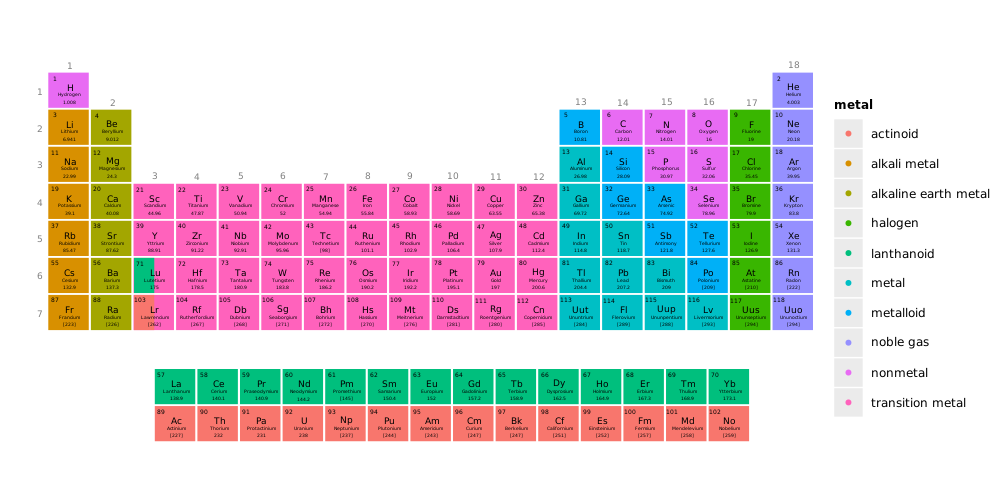 1 18
1 1 2
H He
Hydrogen Helium
1.008 4.003
2 13 14 15 16 17
2 3 4 5 6 7 8 9 10
Li Be B C N O F Ne
Lithium Beryllium Boron Carbon Nitrogen Oxygen Fluorine Neon
6.941 9.012 10.81 12.01 14.01 16 19 20.18
3 11 12 13 14 15 16 17 18
Na Mg Al Si P S Cl Ar
Sodium Magnesium Aluminum Silicon Phosphorus Sulfur Chlorine Argon
22.99 24.3 26.98 28.09 30.97 32.06 35.45 39.95
3 4 5 6 7 8 9 10 11 12
4 19 20 21 22 23 24 25 26 27 28 29 30 31 32 33 34 35 36
K Ca Sc Ti V Cr Mn Fe Co Ni Cu Zn Ga Ge As Se Br Kr
Potassium Calcium Scandium Titanium Vanadium Chromium Manganese Iron Cobalt Nickel Copper Zinc Gallium Germanium Arsenic Selenium Bromine Krypton
39.1 40.08 44.96 47.87 50.94 52 54.94 55.84 58.93 58.69 63.55 65.38 69.72 72.64 74.92 78.96 79.9 83.8
5 37 38 39 40 41 42 43 44 45 46 47 48 49 50 51 52 53 54
Rb Sr Y Zr Nb Mo Tc Ru Rh Pd Ag Cd In Sn Sb Te I Xe
Rubidium Strontium Yttrium Zirconium Niobium Molybdenum Technetium Ruthenium Rhodium Palladium Silver Cadmium Indium Tin Antimony Tellurium Iodine Xenon
85.47 87.62 88.91 91.22 92.91 95.96 [98] 101.1 102.9 106.4 107.9 112.4 114.8 118.7 121.8 127.6 126.9 131.3
6 55 56 71 72 73 74 75 76 77 78 79 80 81 82 83 84 85 86
Cs Ba Lu Hf Ta W Re Os Ir Pt Au Hg Tl Pb Bi Po At Rn
Cesium Barium Lutetium Hafnium Tantalum Tungsten Rhenium Osmium Iridium Platinum Gold Mercury Thallium Lead Bismuth Polonium Astatine Radon
132.9 137.3 175 178.5 180.9 183.8 186.2 190.2 192.2 195.1 197 200.6 204.4 207.2 209 [209] [210] [222]
7 87 88 103 104 105 106 107 108 109 110 111 112 113 114 115 116 117 118
Fr Ra Lr Rf Db Sg Bh Hs Mt Ds Rg Cn Uut Fl Uup Lv Uus Uuo
Francium Radium Lawrencium Rutherfordium Dubnium Seaborgium Bohrium Hassium Meitnerium Darmstadtium Roentgenium Copernicium Ununtrium Flerovium Ununpentium Livermorium Ununseptium Ununoctium
[223] [226] [262] [267] [268] [271] [272] [270] [276] [281] [280] [285] [284] [289] [288] [293] [294] [294]
57 58 59 60 61 62 63 64 65 66 67 68 69 70
La Ce Pr Nd Pm Sm Eu Gd Tb Dy Ho Er Tm Yb
Lanthanum Cerium Praseodymium Neodymium Promethium Samarium Europium Gadolinium Terbium Dysprosium Holmium Erbium Thulium Ytterbium
138.9 140.1 140.9 144.2 [145] 150.4 152 157.2 158.9 162.5 164.9 167.3 168.9 173.1
89 90 91 92 93 94 95 96 97 98 99 100 101 102
Ac Th Pa U Np Pu Am Cm Bk Cf Es Fm Md No
Actinium Thorium Protactinium Uranium Neptunium Plutonium Americium Curium Berkelium Californium Einsteinium Fermium Mendelevium Nobelium
[227] 232 231 238 [237] [244] [243] [247] [247] [251] [252] [257] [258] [259]
metal
actinoid
alkali metal
alkaline earth metal
halogen
lanthanoid
metal
metalloid
noble gas
nonmetal
transition metal